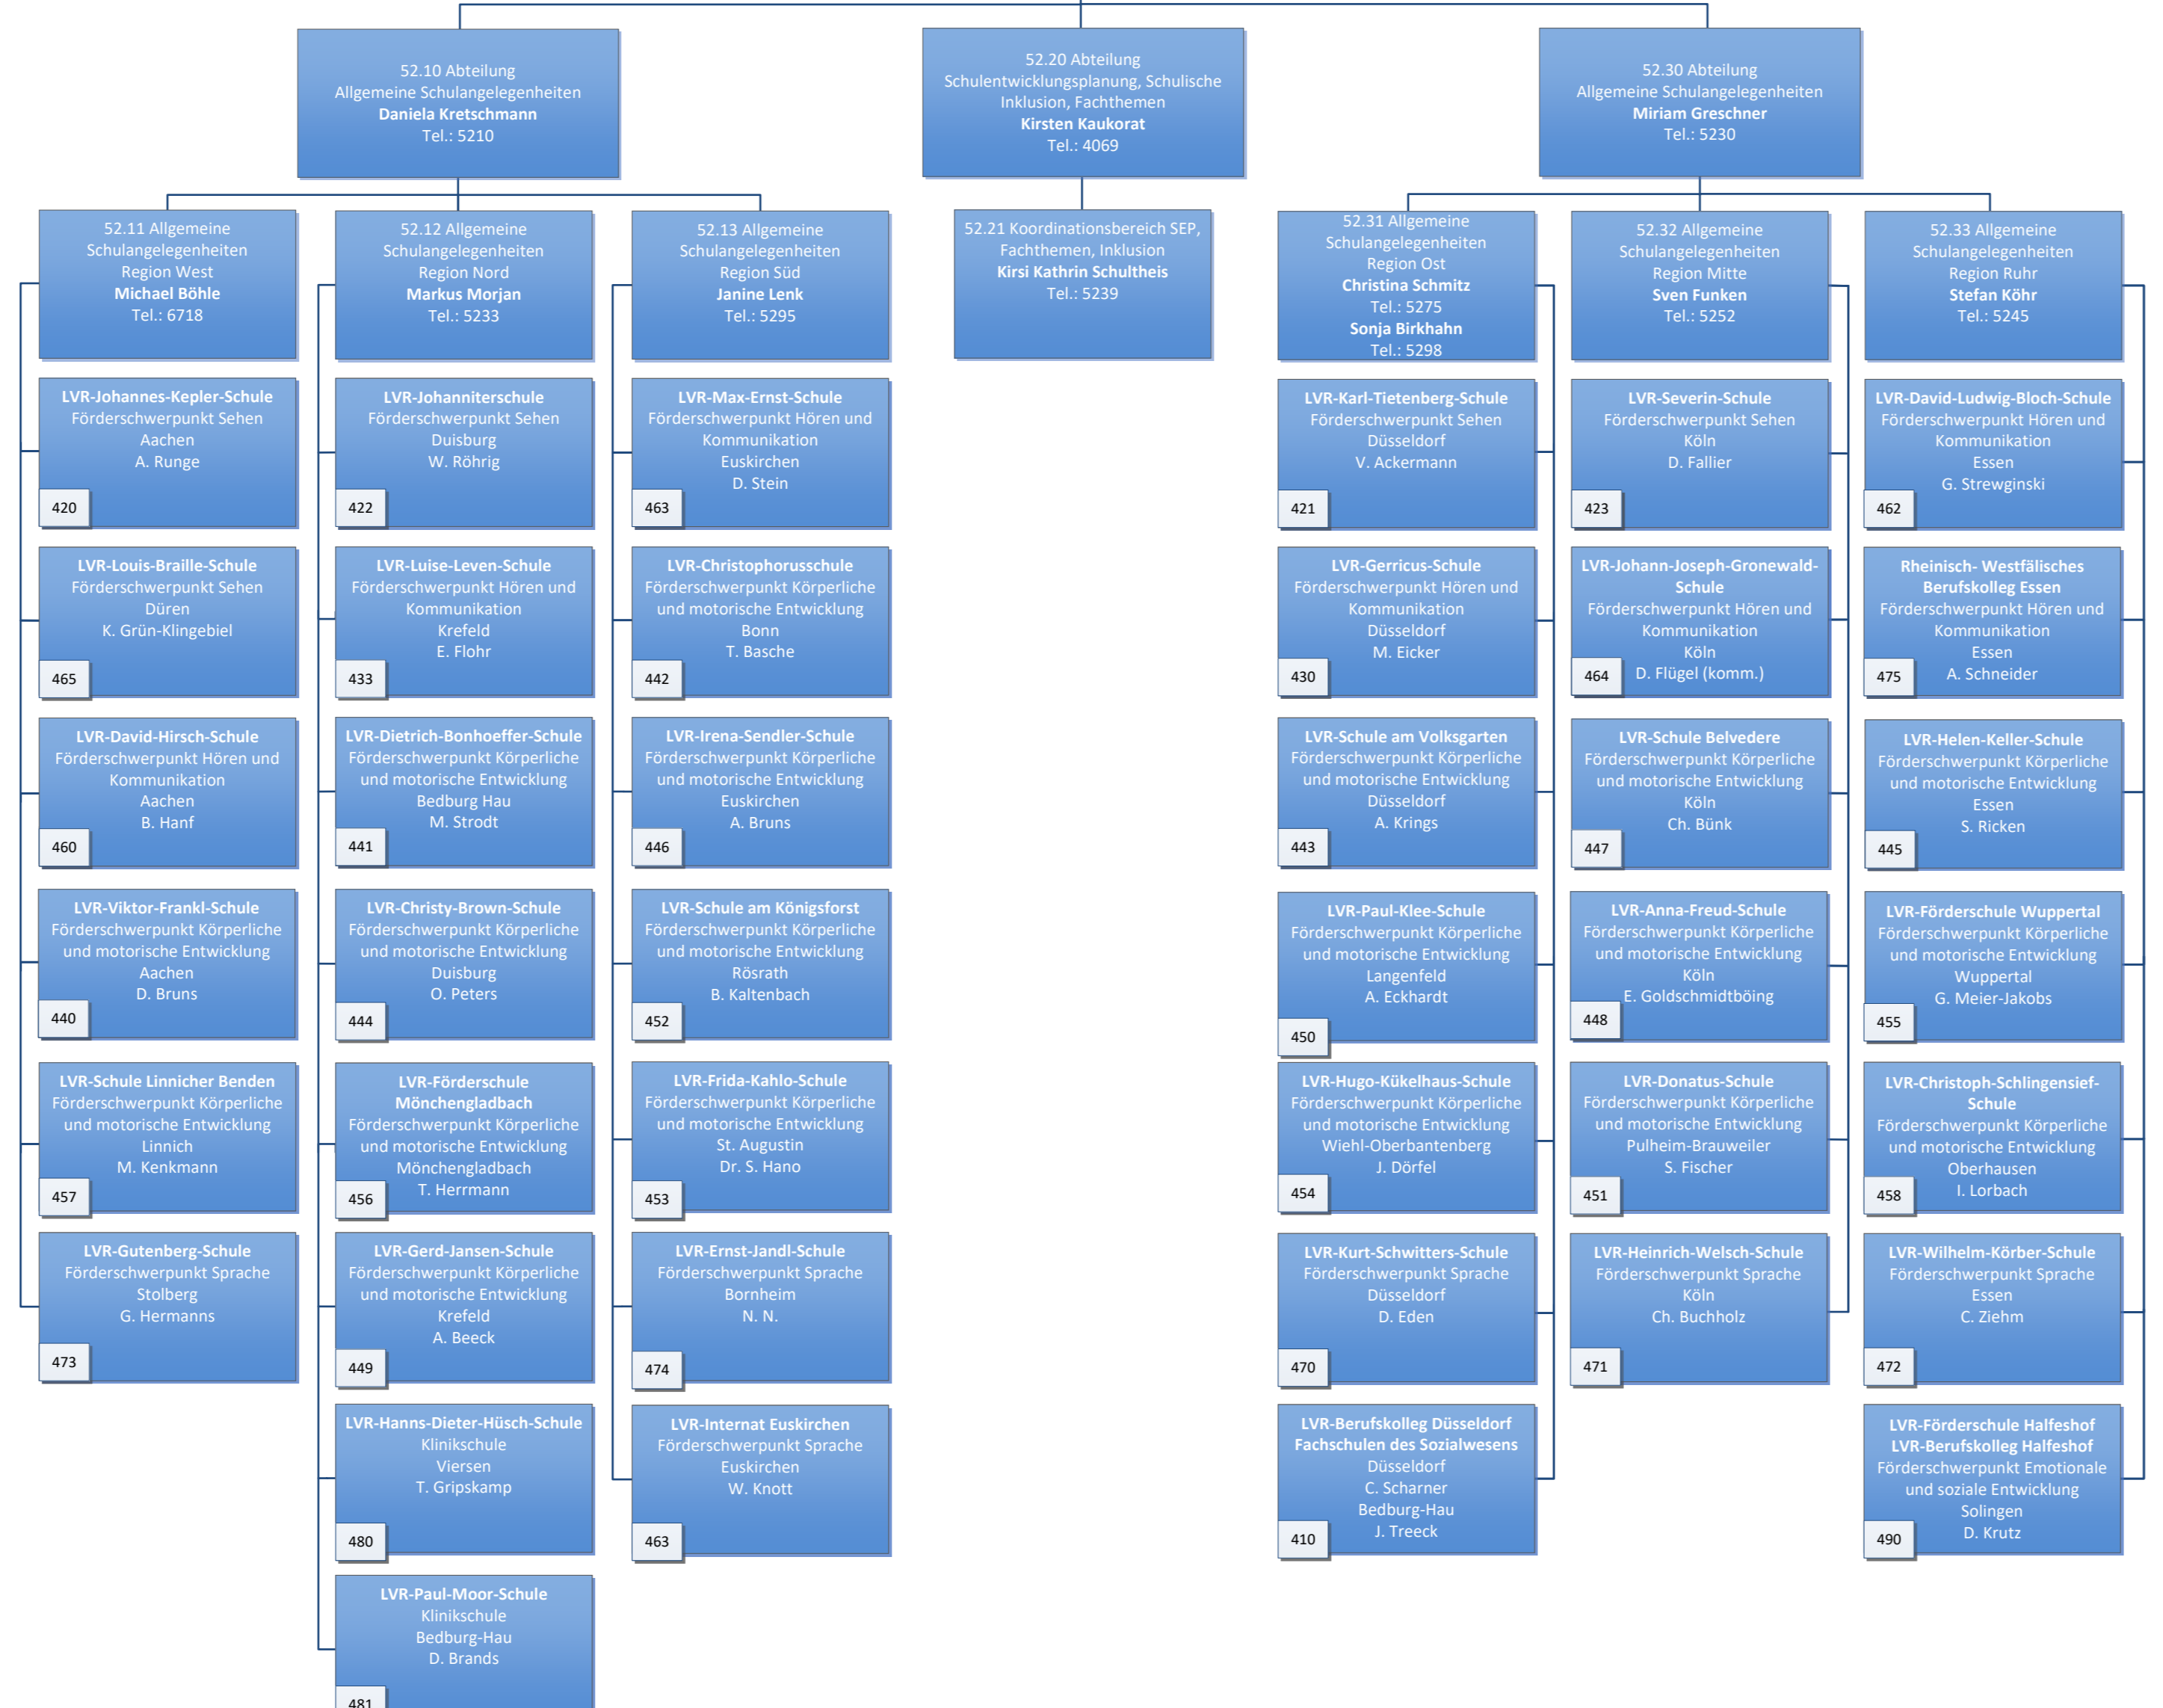 52.10 Abteilung
Allgemeine Schulangelegenheiten
Daniela Kretschmann
Tel.: 5210
52.20 Abteilung
Schulentwicklungsplanung, Schulische
Inklusion, Fachthemen
Kirsten Kaukorat
Tel.: 4069
52.30 Abteilung
Allgemeine Schulangelegenheiten
Miriam Greschner
Tel.: 5230
52.11 Allgemeine
Schulangelegenheiten
Region West
Michael Böhle
Tel.: 6718
52.12 Allgemeine
Schulangelegenheiten
Region Nord
Markus Morjan
Tel.: 5233
52.13 Allgemeine
Schulangelegenheiten
Region Süd
Janine Lenk
Tel.: 5295
52.21 Koordinationsbereich SEP,
Fachthemen, Inklusion
Kirsi Kathrin Schultheis
Tel.: 5239
52.31 Allgemeine
Schulangelegenheiten
Region Ost
Christina Schmitz
Tel.: 5275
Sonja Birkhahn
Tel.: 5298
52.32 Allgemeine
Schulangelegenheiten
Region Mitte
Sven Funken
Tel.: 5252
52.33 Allgemeine
Schulangelegenheiten
Region Ruhr
Stefan Köhr
Tel.: 5245
LVR-Johannes-Kepler-Schule
Förderschwerpunkt Sehen
Aachen
A. Runge
420
LVR-Johanniterschule
Förderschwerpunkt Sehen
Duisburg
W. Röhrig
422
LVR-Max-Ernst-Schule
Förderschwerpunkt Hören und
Kommunikation
Euskirchen
D. Stein
463
LVR-Karl-Tietenberg-Schule
Förderschwerpunkt Sehen
Düsseldorf
V. Ackermann
421
LVR-Severin-Schule
Förderschwerpunkt Sehen
Köln
D. Fallier
423
LVR-David-Ludwig-Bloch-Schule
Förderschwerpunkt Hören und
Kommunikation
Essen
G. Strewginski
462
LVR-Louis-Braille-Schule
Förderschwerpunkt Sehen
Düren
K. Grün-Klingebiel
465
LVR-Luise-Leven-Schule
Förderschwerpunkt Hören und
Kommunikation
Krefeld
E. Flohr
433
LVR-Christophorusschule
Förderschwerpunkt Körperliche
und motorische Entwicklung
Bonn
T. Basche
442
LVR-Gerricus-Schule
Förderschwerpunkt Hören und
Kommunikation
Düsseldorf
M. Eicker
430
LVR-Johann-Joseph-Gronewald-
Schule
Förderschwerpunkt Hören und
Kommunikation
Köln
D. Flügel (komm.)
464
Rheinisch- Westfälisches
Berufskolleg Essen
Förderschwerpunkt Hören und
Kommunikation
Essen
A. Schneider
475
LVR-David-Hirsch-Schule
Förderschwerpunkt Hören und
Kommunikation
Aachen
B. Hanf
460
LVR-Dietrich-Bonhoeffer-Schule
Förderschwerpunkt Körperliche
und motorische Entwicklung
Bedburg Hau
M. Strodt
441
LVR-Irena-Sendler-Schule
Förderschwerpunkt Körperliche
und motorische Entwicklung
Euskirchen
A. Bruns
446
LVR-Schule am Volksgarten
Förderschwerpunkt Körperliche
und motorische Entwicklung
Düsseldorf
A. Krings
443
LVR-Schule Belvedere
Förderschwerpunkt Körperliche
und motorische Entwicklung
Köln
Ch. Bünk
447
LVR-Helen-Keller-Schule
Förderschwerpunkt Körperliche
und motorische Entwicklung
Essen
S. Ricken
445
LVR-Viktor-Frankl-Schule
Förderschwerpunkt Körperliche
und motorische Entwicklung
Aachen
D. Bruns
440
LVR-Christy-Brown-Schule
Förderschwerpunkt Körperliche
und motorische Entwicklung
Duisburg
O. Peters
444
LVR-Schule am Königsforst
Förderschwerpunkt Körperliche
und motorische Entwicklung
Rösrath
B. Kaltenbach
452
LVR-Paul-Klee-Schule
Förderschwerpunkt Körperliche
und motorische Entwicklung
Langenfeld
A. Eckhardt
450
LVR-Anna-Freud-Schule
Förderschwerpunkt Körperliche
und motorische Entwicklung
Köln
E. Goldschmidtböing
448
LVR-Förderschule Wuppertal
Förderschwerpunkt Körperliche
und motorische Entwicklung
Wuppertal
G. Meier-Jakobs
455
LVR-Schule Linnicher Benden
Förderschwerpunkt Körperliche
und motorische Entwicklung
Linnich
M. Kenkmann
457
LVR-Förderschule
Mönchengladbach
Förderschwerpunkt Körperliche
und motorische Entwicklung
Mönchengladbach
T. Herrmann
456
LVR-Frida-Kahlo-Schule
Förderschwerpunkt Körperliche
und motorische Entwicklung
St. Augustin
Dr. S. Hano
453
LVR-Hugo-Kükelhaus-Schule
Förderschwerpunkt Körperliche
und motorische Entwicklung
Wiehl-Oberbantenberg
J. Dörfel
454
LVR-Donatus-Schule
Förderschwerpunkt Körperliche
und motorische Entwicklung
Pulheim-Brauweiler
S. Fischer
451
LVR-Christoph-Schlingensief-
Schule
Förderschwerpunkt Körperliche
und motorische Entwicklung
Oberhausen
I. Lorbach
458
LVR-Gutenberg-Schule
Förderschwerpunkt Sprache
Stolberg
G. Hermanns
473
LVR-Gerd-Jansen-Schule
Förderschwerpunkt Körperliche
und motorische Entwicklung
Krefeld
A. Beeck
449
LVR-Ernst-Jandl-Schule
Förderschwerpunkt Sprache
Bornheim
N. N.
474
LVR-Kurt-Schwitters-Schule
Förderschwerpunkt Sprache
Düsseldorf
D. Eden
470
LVR-Heinrich-Welsch-Schule
Förderschwerpunkt Sprache
Köln
Ch. Buchholz
471
LVR-Wilhelm-Körber-Schule
Förderschwerpunkt Sprache
Essen
C. Ziehm
472
LVR-Hanns-Dieter-Hüsch-Schule
Klinikschule
Viersen
T. Gripskamp
480
LVR-Internat Euskirchen
Förderschwerpunkt Sprache
Euskirchen
W. Knott
463
LVR-Berufskolleg Düsseldorf
Fachschulen des Sozialwesens
Düsseldorf
C. Scharner
Bedburg-Hau
J. Treeck
410
LVR-Förderschule Halfeshof
LVR-Berufskolleg Halfeshof
Förderschwerpunkt Emotionale
und soziale Entwicklung
Solingen
D. Krutz
490
LVR-Paul-Moor-Schule
Klinikschule
Bedburg-Hau
D. Brands
481